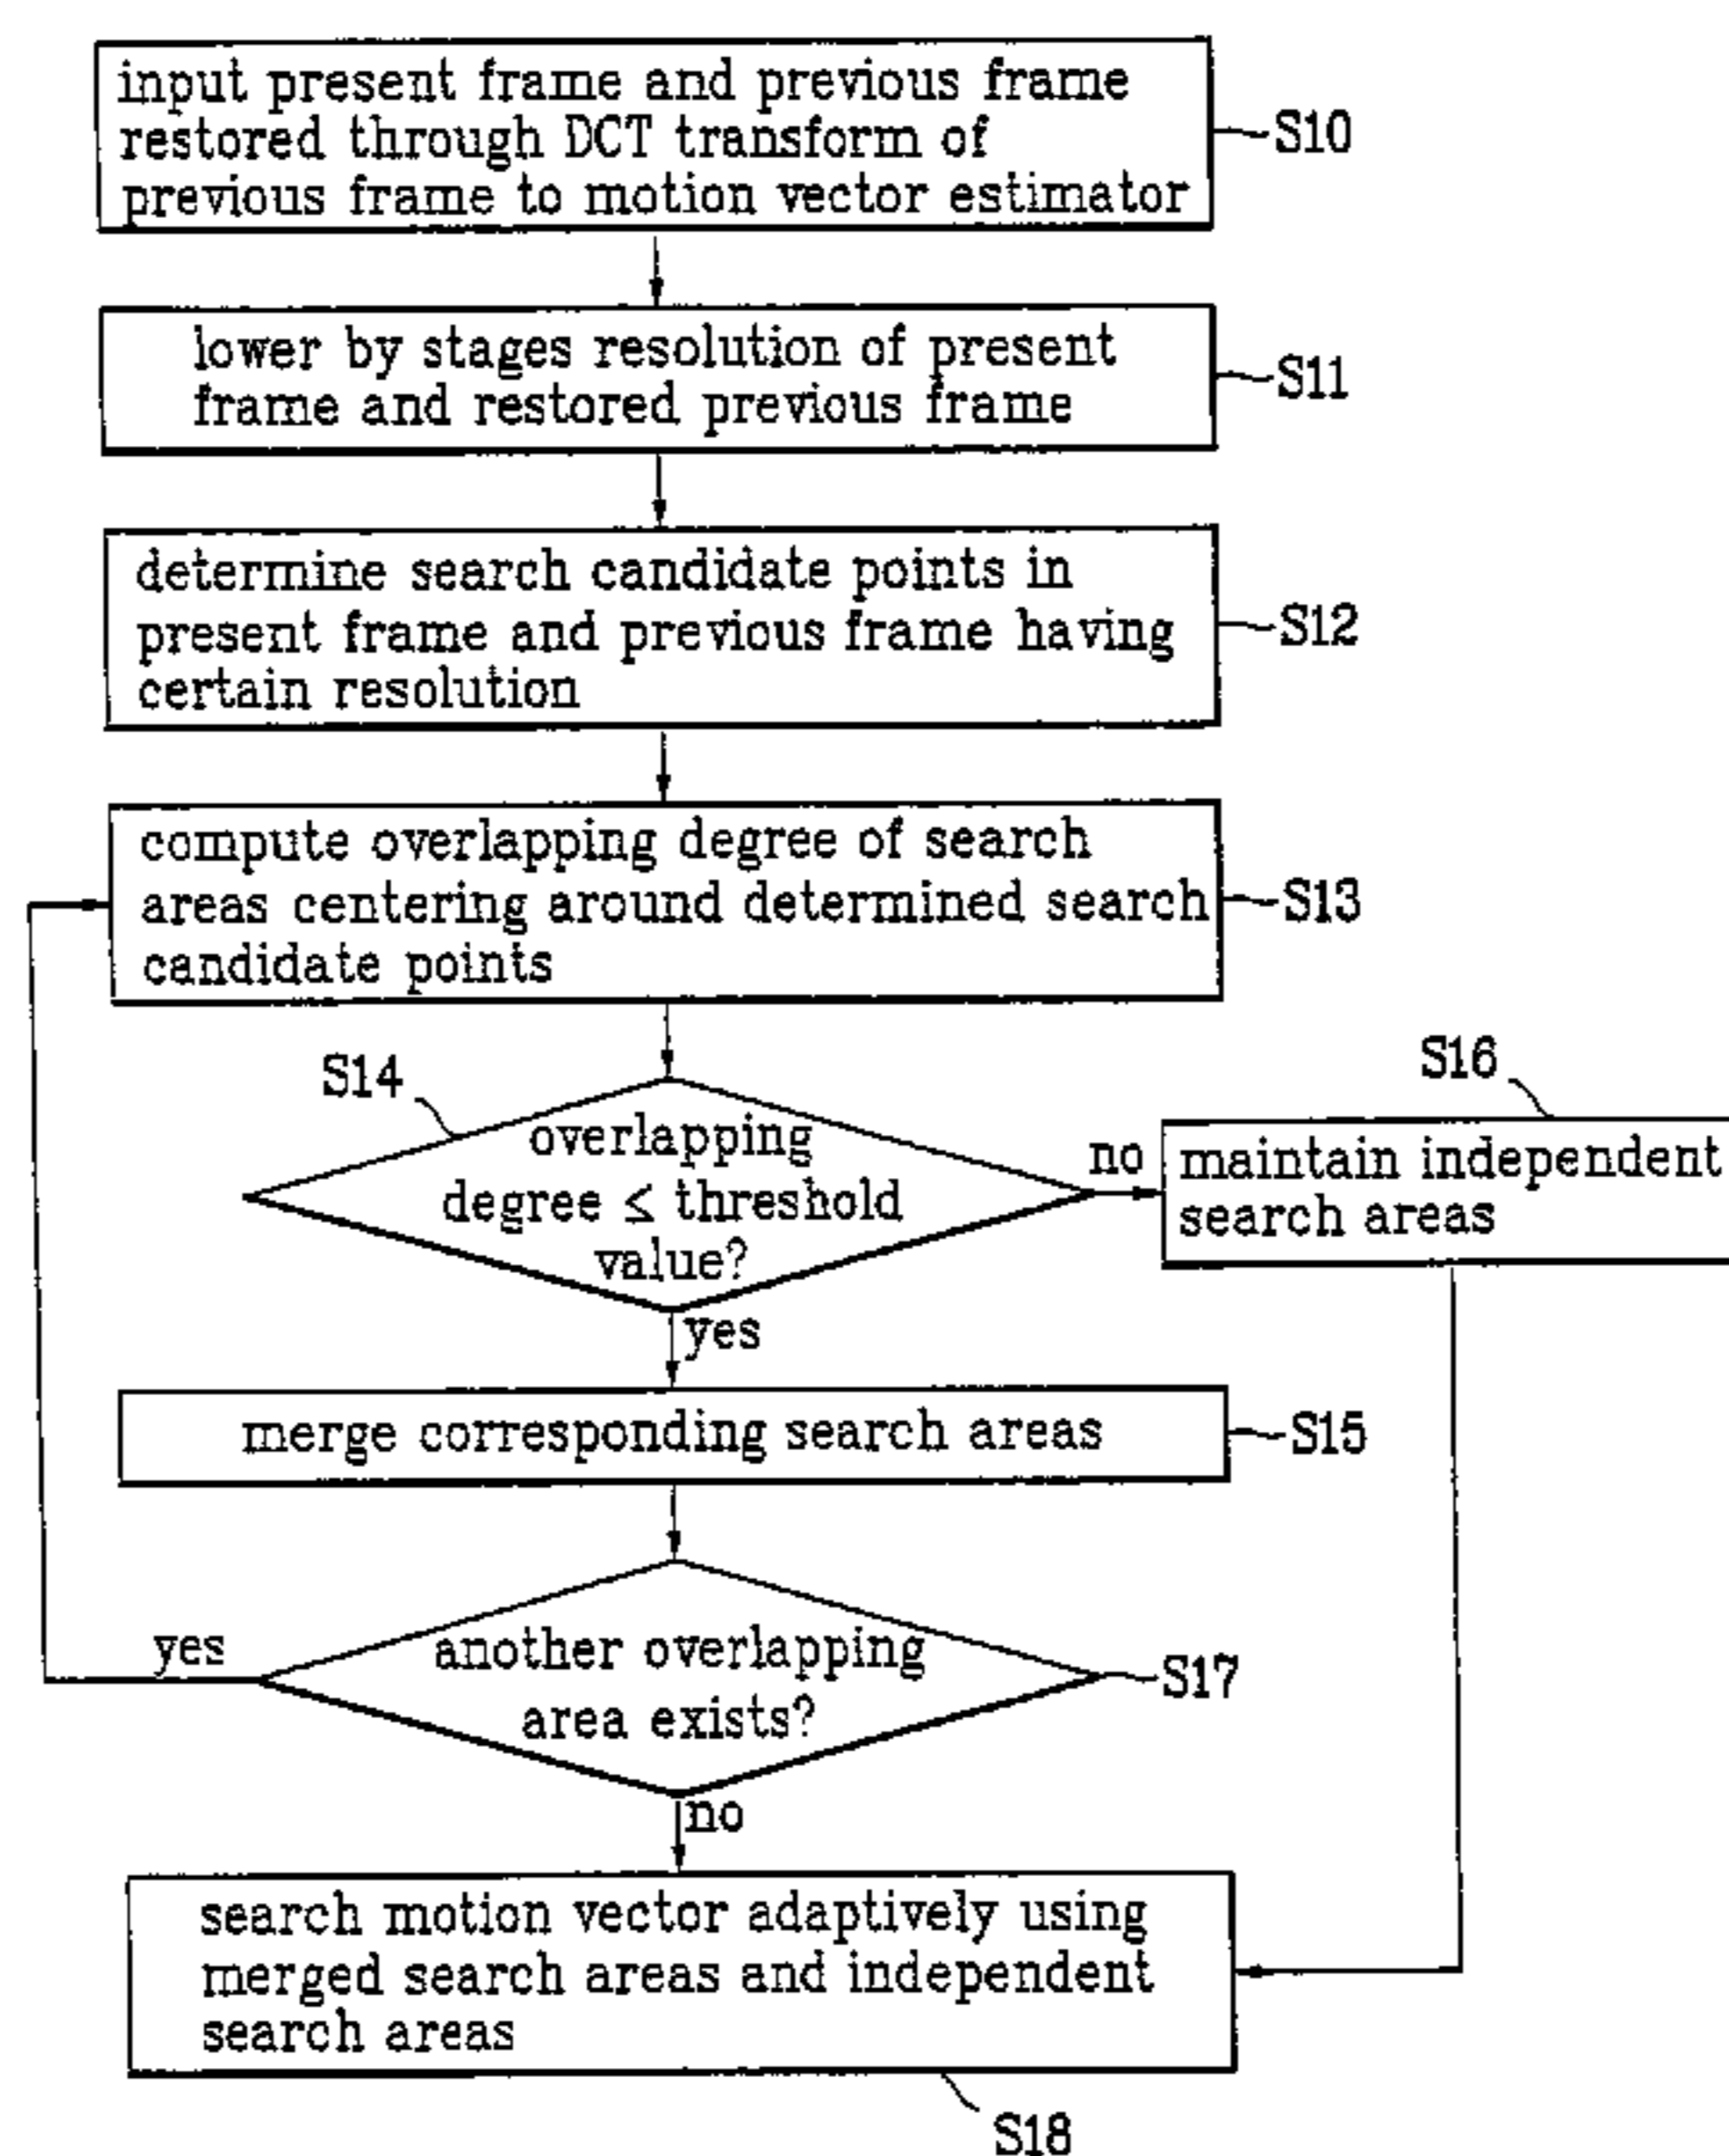 input present frame and previous frame
restored through DCT transform of
previous frame to motion vector estimator
S10
lower by stages resolution of present
frame and restored previous frame
S11
determine search candidate points in
present frame and previous frame having
certain resolution
S12
compute overlapping degree of search
areas centering around determined search
candidate points
S13
S14
overlapping
degree ≤ threshold
value?
no
S16
maintain independent
search areas
yes
merge corresponding search areas
S15
yes
another overlapping
area exists?
S17
no
search motion vector adaptively using
merged search areas and independent
search areas
S18